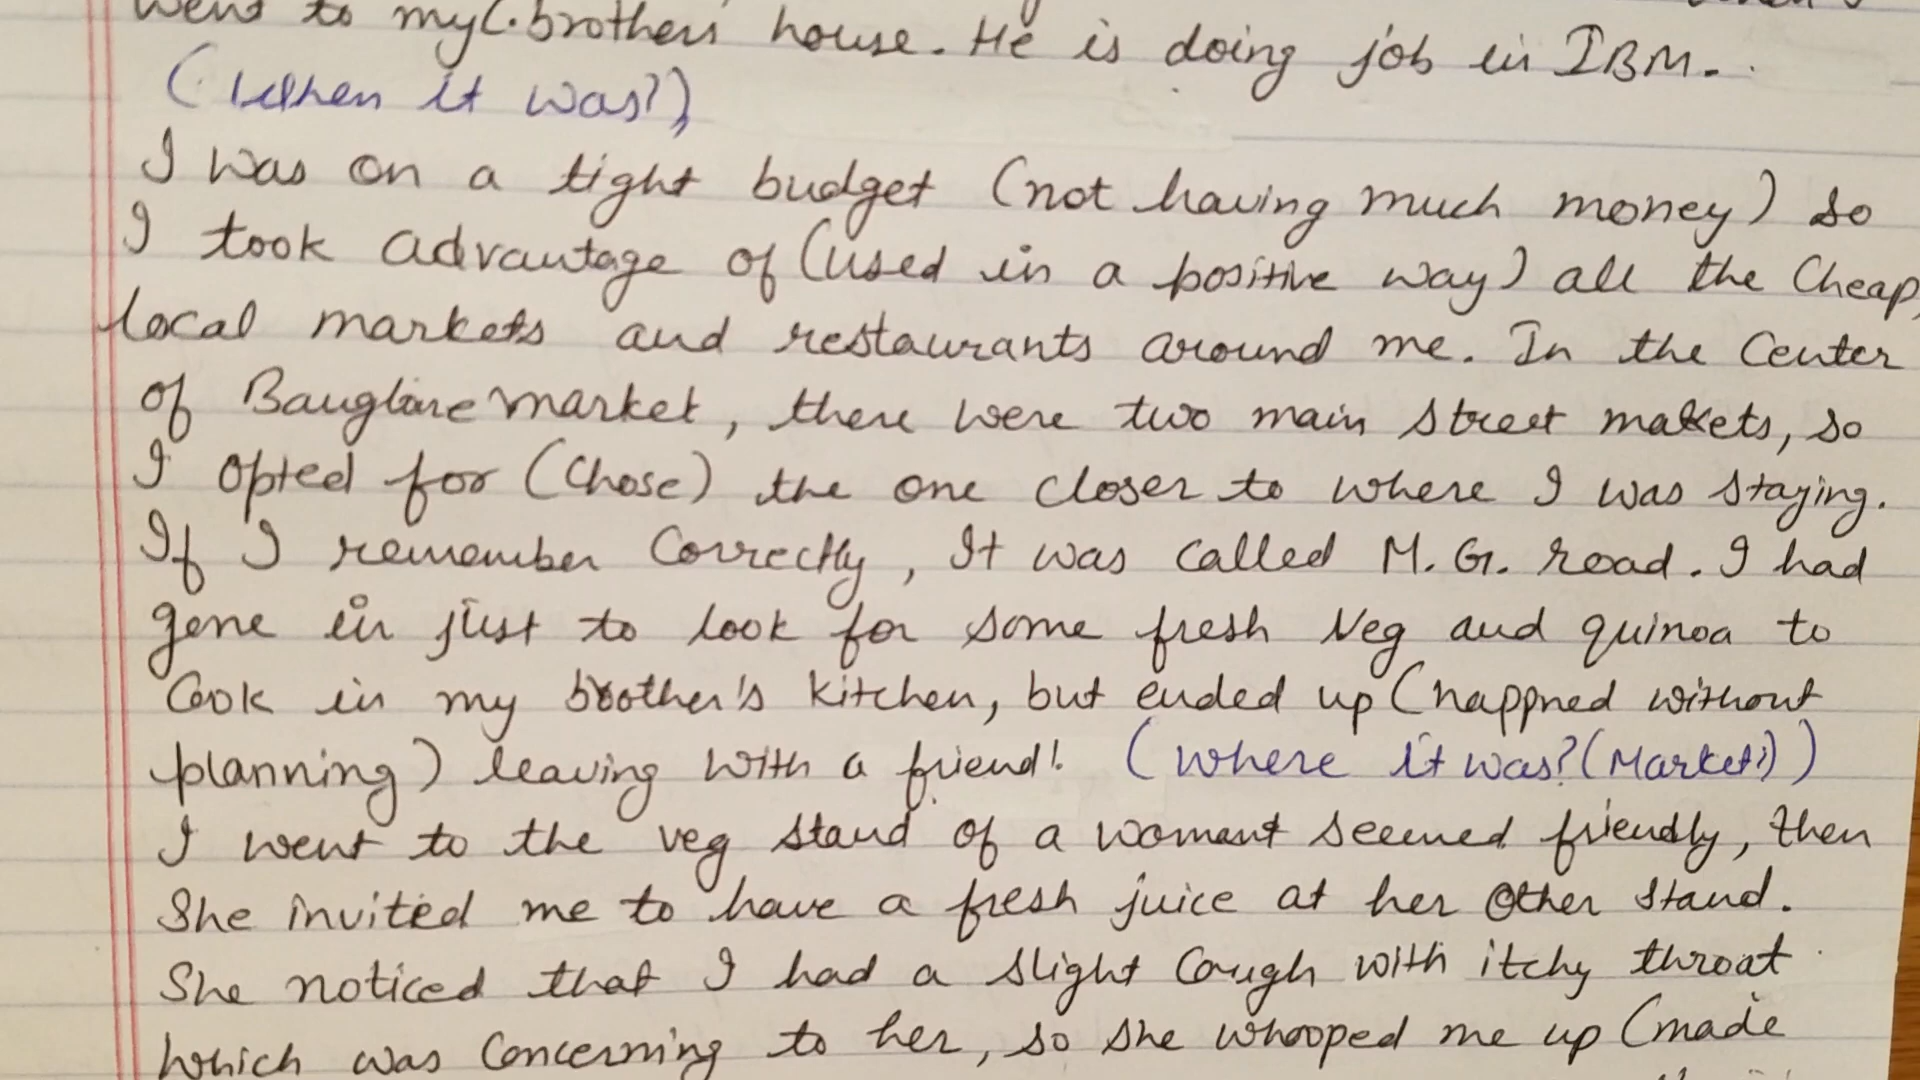 went to my brothers house. He is doing job in IBM.
(When it was?)
I was on a tight budget (not having much money) so
I took advantage of (used in a positive way) all the cheap,
local markets and restaurants around me. In the center
of Banglore market, there were two main street makets, so
I opted for (chose) the one closer to where I was staying.
If I remember correctly, It was called M. G. road. I had
gene in just to look for some fresh veg and quinoa to
cook in my brother's kitchen, but ended up (happned without
planning) leaving with a friend! (where it was? (Market))
I went to the veg stand of a woment seemed friendly, then
She invited me to have a fresh juice at her other stand.
She noticed that I had a slight cough with itchy throat
which was concerning to her, so she whooped me up (made